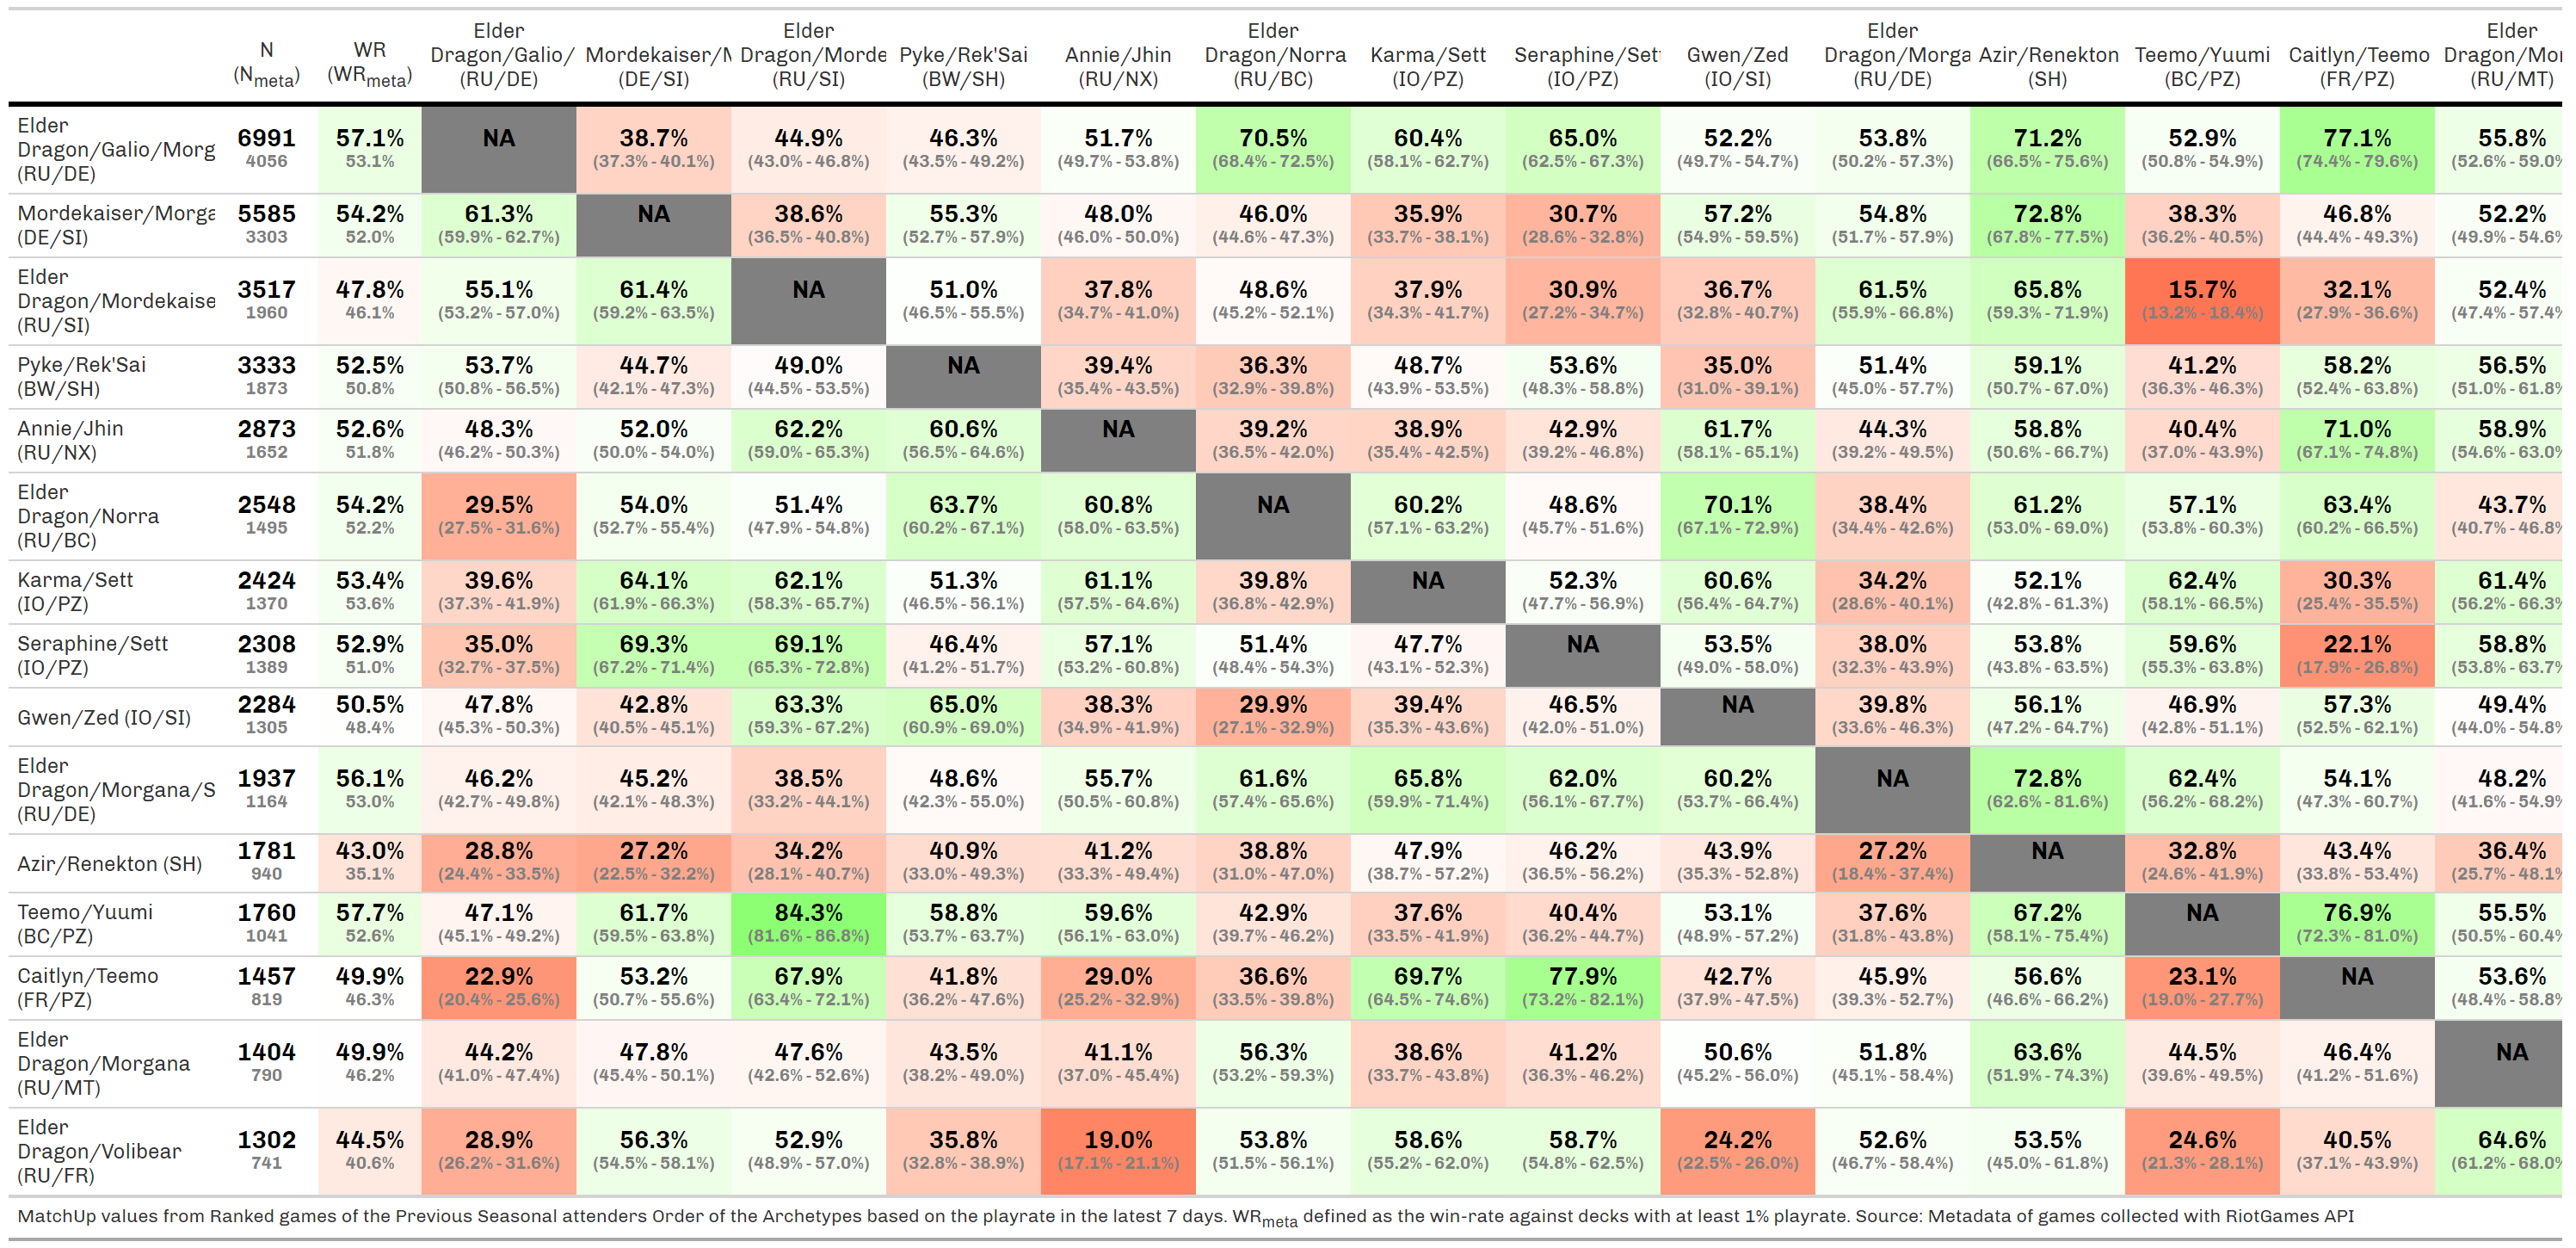 Elder Elder Elder Elder Elder
N WR Dragon/Galio/ Mordekaiser/M Dragon/Morde Pyke/Rek'Sai Annie/Jhin Dragon/Norra Karma/Sett Seraphine/Sett Gwen/Zed Dragon/Morga Azir/Renekton Teemo/Yuumi Caitlyn/Teemo Dragon/Mor
(Nmeta) (WRmeta) (RU/DE) (DE/SI) (RU/SI) (BW/SH) (RU/NX) (RU/BC) (IO/PZ) (IO/PZ) (IO/SI) (RU/DE) (SH) (BC/PZ) (FR/PZ) (RU/MT)
Elder
Dragon/Galio/Morg
(RU/DE)
6991 57.1% NA 38.7% 44.9% 46.3% 51.7% 70.5% 60.4% 65.0% 52.2% 53.8% 71.2% 52.9% 77.1% 55.8%
4056 53.1% (37.3% - 40.1%) (43.0% - 46.8%) (43.5% - 49.2%) (49.7% - 53.8%) (68.4% - 72.5%) (58.1% - 62.7%) (62.5% - 67.3%) (49.7% - 54.7%) (50.2% - 57.3%) (66.5% - 75.6%) (50.8% - 54.9%) (74.4% - 79.6%) (52.6% - 59.0%
Mordekaiser/Morga
(DE/SI)
5585 54.2% 61.3% NA 38.6% 55.3% 48.0% 46.0% 35.9% 30.7% 57.2% 54.8% 72.8% 38.3% 46.8% 52.2%
3303 52.0% (59.9% - 62.7%) (36.5% - 40.8%) (52.7% - 57.9%) (46.0% - 50.0%) (44.6% - 47.3%) (33.7% - 38.1%) (28.6% - 32.8%) (54.9% - 59.5%) (51.7% - 57.9%) (67.8% - 77.5%) (36.2% - 40.5%) (44.4% - 49.3%) (49.9% - 54.6%
Elder
Dragon/Mordekaise
(RU/SI)
3517 47.8% 55.1% 61.4% NA 51.0% 37.8% 48.6% 37.9% 30.9% 36.7% 61.5% 65.8% 15.7% 32.1% 52.4%
1960 46.1% (53.2% - 57.0%) (59.2% - 63.5%) (46.5% - 55.5%) (34.7% - 41.0%) (45.2% - 52.1%) (34.3% - 41.7%) (27.2% - 34.7%) (32.8% - 40.7%) (55.9% - 66.8%) (59.3% - 71.9%) (13.2% - 18.4%) (27.9% - 36.6%) (47.4% - 57.4%
Pyke/Rek'Sai
(BW/SH)
3333 52.5% 53.7% 44.7% 49.0% NA 39.4% 36.3% 48.7% 53.6% 35.0% 51.4% 59.1% 41.2% 58.2% 56.5%
1873 50.8% (50.8% - 56.5%) (42.1% - 47.3%) (44.5% - 53.5%) (35.4% - 43.5%) (32.9% - 39.8%) (43.9% - 53.5%) (48.3% - 58.8%) (31.0% - 39.1%) (45.0% - 57.7%) (50.7% - 67.0%) (36.3% - 46.3%) (52.4% - 63.8%) (51.0% - 61.8%
Annie/Jhin
(RU/NX)
2873 52.6% 48.3% 52.0% 62.2% 60.6% NA 39.2% 38.9% 42.9% 61.7% 44.3% 58.8% 40.4% 71.0% 58.9%
1652 51.8% (46.2% - 50.3%) (50.0% - 54.0%) (59.0% - 65.3%) (56.5% - 64.6%) (36.5% - 42.0%) (35.4% - 42.5%) (39.2% - 46.8%) (58.1% - 65.1%) (39.2% - 49.5%) (50.6% - 66.7%) (37.0% - 43.9%) (67.1% - 74.8%) (54.6% - 63.0%
Elder
Dragon/Norra
(RU/BC)
2548 54.2% 29.5% 54.0% 51.4% 63.7% 60.8% NA 60.2% 48.6% 70.1% 38.4% 61.2% 57.1% 63.4% 43.7%
1495 52.2% (27.5% - 31.6%) (52.7% - 55.4%) (47.9% - 54.8%) (60.2% - 67.1%) (58.0% - 63.5%) (57.1% - 63.2%) (45.7% - 51.6%) (67.1% - 72.9%) (34.4% - 42.6%) (53.0% - 69.0%) (53.8% - 60.3%) (60.2% - 66.5%) (40.7% - 46.8%
Karma/Sett
(IO/PZ)
2424 53.4% 39.6% 64.1% 62.1% 51.3% 61.1% 39.8% NA 52.3% 60.6% 34.2% 52.1% 62.4% 30.3% 61.4%
1370 53.6% (37.3% - 41.9%) (61.9% - 66.3%) (58.3% - 65.7%) (46.5% - 56.1%) (57.5% - 64.6%) (36.8% - 42.9%) (47.7% - 56.9%) (56.4% - 64.7%) (28.6% - 40.1%) (42.8% - 61.3%) (58.1% - 66.5%) (25.4% - 35.5%) (56.2% - 66.3%
Seraphine/Sett
(IO/PZ)
2308 52.9% 35.0% 69.3% 69.1% 46.4% 57.1% 51.4% 47.7% NA 53.5% 38.0% 53.8% 59.6% 22.1% 58.8%
1389 51.0% (32.7% - 37.5%) (67.2% - 71.4%) (65.3% - 72.8%) (41.2% - 51.7%) (53.2% - 60.8%) (48.4% - 54.3%) (43.1% - 52.3%) (49.0% - 58.0%) (32.3% - 43.9%) (43.8% - 63.5%) (55.3% - 63.8%) (17.9% - 26.8%) (53.8% - 63.7%
Gwen/Zed (IO/SI)
2284 50.5% 47.8% 42.8% 63.3% 65.0% 38.3% 29.9% 39.4% 46.5% NA 39.8% 56.1% 46.9% 57.3% 49.4%
1305 48.4% (45.3% - 50.3%) (40.5% - 45.1%) (59.3% - 67.2%) (60.9% - 69.0%) (34.9% - 41.9%) (27.1% - 32.9%) (35.3% - 43.6%) (42.0% - 51.0%) (33.6% - 46.3%) (47.2% - 64.7%) (42.8% - 51.1%) (52.5% - 62.1%) (44.0% - 54.8%
Elder
Dragon/Morgana/S
(RU/DE)
1937 56.1% 46.2% 45.2% 38.5% 48.6% 55.7% 61.6% 65.8% 62.0% 60.2% NA 72.8% 62.4% 54.1% 48.2%
1164 53.0% (42.7% - 49.8%) (42.1% - 48.3%) (33.2% - 44.1%) (42.3% - 55.0%) (50.5% - 60.8%) (57.4% - 65.6%) (59.9% - 71.4%) (56.1% - 67.7%) (53.7% - 66.4%) (62.6% - 81.6%) (56.2% - 68.2%) (47.3% - 60.7%) (41.6% - 54.9%
Azir/Renekton (SH)
1781 43.0% 28.8% 27.2% 34.2% 40.9% 41.2% 38.8% 47.9% 46.2% 43.9% 27.2% NA 32.8% 43.4% 36.4%
940 35.1% (24.4% - 33.5%) (22.5% - 32.2%) (28.1% - 40.7%) (33.0% - 49.3%) (33.3% - 49.4%) (31.0% - 47.0%) (38.7% - 57.2%) (36.5% - 56.2%) (35.3% - 52.8%) (18.4% - 37.4%) (24.6% - 41.9%) (33.8% - 53.4%) (25.7% - 48.1%
Teemo/Yuumi
(BC/PZ)
1760 57.7% 47.1% 61.7% 84.3% 58.8% 59.6% 42.9% 37.6% 40.4% 53.1% 37.6% 67.2% NA 76.9% 55.5%
1041 52.6% (45.1% - 49.2%) (59.5% - 63.8%) (81.6% - 86.8%) (53.7% - 63.7%) (56.1% - 63.0%) (39.7% - 46.2%) (33.5% - 41.9%) (36.2% - 44.7%) (48.9% - 57.2%) (31.8% - 43.8%) (58.1% - 75.4%) (72.3% - 81.0%) (50.5% - 60.4%
Caitlyn/Teemo
(FR/PZ)
1457 49.9% 22.9% 53.2% 67.9% 41.8% 29.0% 36.6% 69.7% 77.9% 42.7% 45.9% 56.6% 23.1% NA 53.6%
819 46.3% (20.4% - 25.6%) (50.7% - 55.6%) (63.4% - 72.1%) (36.2% - 47.6%) (25.2% - 32.9%) (33.5% - 39.8%) (64.5% - 74.6%) (73.2% - 82.1%) (37.9% - 47.5%) (39.3% - 52.7%) (46.6% - 66.2%) (19.0% - 27.7%) (48.4% - 58.8%
Elder
Dragon/Morgana
(RU/MT)
1404 49.9% 44.2% 47.8% 47.6% 43.5% 41.1% 56.3% 38.6% 41.2% 50.6% 51.8% 63.6% 44.5% 46.4% NA
790 46.2% (41.0% - 47.4%) (45.4% - 50.1%) (42.6% - 52.6%) (38.2% - 49.0%) (37.0% - 45.4%) (53.2% - 59.3%) (33.7% - 43.8%) (36.3% - 46.2%) (45.2% - 56.0%) (45.1% - 58.4%) (51.9% - 74.3%) (39.6% - 49.5%) (41.2% - 51.6%)
Elder
Dragon/Volibear
(RU/FR)
1302 44.5% 28.9% 56.3% 52.9% 35.8% 19.0% 53.8% 58.6% 58.7% 24.2% 52.6% 53.5% 24.6% 40.5% 64.6%
741 40.6% (26.2% - 31.6%) (54.5% - 58.1%) (48.9% - 57.0%) (32.8% - 38.9%) (17.1% - 21.1%) (51.5% - 56.1%) (55.2% - 62.0%) (54.8% - 62.5%) (22.5% - 26.0%) (46.7% - 58.4%) (45.0% - 61.8%) (21.3% - 28.1%) (37.1% - 43.9%) (61.2% - 68.0%
MatchUp values from Ranked games of the Previous Seasonal attenders Order of the Archetypes based on the playrate in the latest 7 days. WRmeta defined as the win-rate against decks with at least 1% playrate. Source: Metadata of games collected with RiotGames API